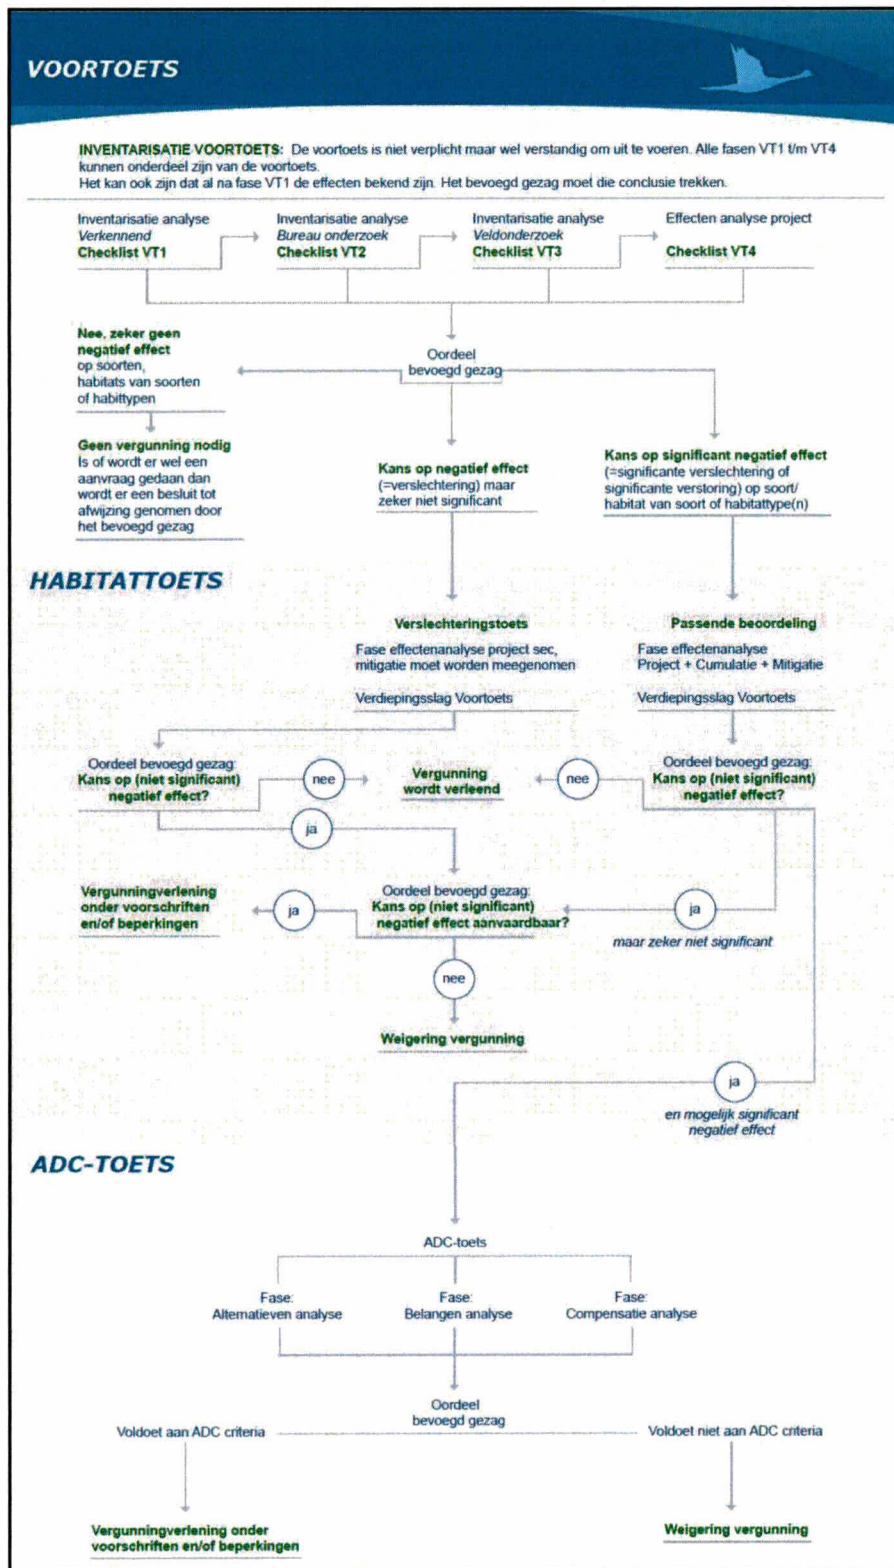 VOORTOETS
INVENTARISATIE VOORTOETS: De voortoets is niet verplicht maar wel verstandig om uit te voeren. Alle fasen VT1 t/m VT4
kunnen onderdeel zijn van de voortoets.
Het kan ook zijn dat al na fase VT1 de effecten bekend zijn. Het bevoegd gezag moet die conclusie trekken.
Inventarisatie analyse
Verkennend
Checklist VT1
Inventarisatie analyse
Bureau onderzoek
Checklist VT2
Inventarisatie analyse
Veldonderzoek
Checklist VT3
Effecten analyse project
Checklist VT4
Oordeel
bevoegd gezag
Nee, zeker geen
negatief effect
op soorten,
habitats van soorten
of habittypen
Geen vergunning nodig
Is of wordt er wel een
aanvraag gedaan dan
wordt er een besluit tot
afwijzing genomen door
het bevoegd gezag
Kans op negatief effect
(=verslechtering) maar
zeker niet significant
Kans op significant negatief effect
(=significante verslechtering of
significante verstoring) op soort/
habitat van soort of habitattype(n)
HABITATTOETS
Verslechteringstoets
Fase effectenanalyse project sec,
mitigatie moet worden meegenomen
Verdiepingsslag Voortoets
Passende beoordeling
Fase effectenanalyse
Project + Cumulatie + Mitigatie
Verdiepingsslag Voortoets
Oordeel bevoegd gezag:
Kans op (niet significant)
negatief effect?
nee
Vergunning
wordt verleend
nee
Oordeel bevoegd gezag:
Kans op (niet significant)
negatief effect?
ja
Vergunningverlening
onder voorschriften
en/of beperkingen
ja
Oordeel bevoegd gezag:
Kans op (niet significant)
negatief effect aanvaardbaar?
ja
maar zeker niet significant
nee
Weigering vergunning
ja
en mogelijk significant
negatief effect
ADC-TOETS
ADC-toets
Fase:
Alternatieven analyse
Fase:
Belangen analyse
Fase:
Compensatie analyse
Oordeel
bevoegd gezag
Voldoet aan ADC criteria
Voldoet niet aan ADC criteria
Vergunningverlening onder
voorschriften en/of beperkingen
Weigering vergunning